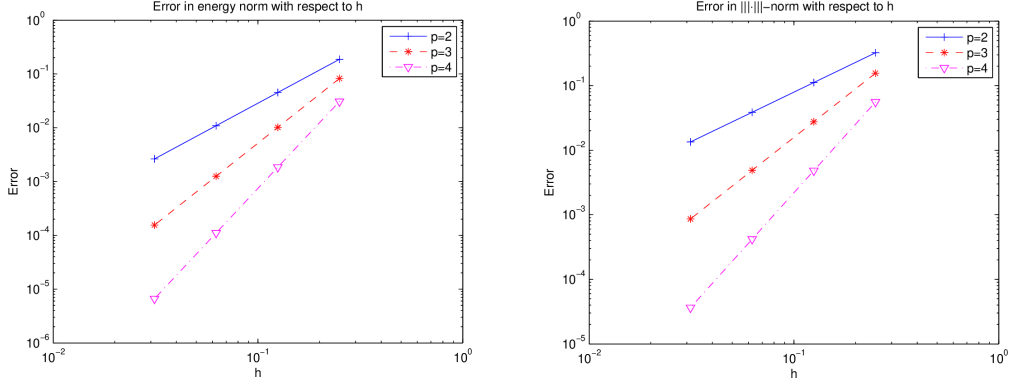 Error in energy norm with respect to h
10^0
10^-1
10^-2
10^-3
10^-4
10^-5
10^-6
Error
p=2
p=3
p=4
10^-2
10^-1
10^0
h
Error in |||·|||−norm with respect to h
10^0
10^-1
10^-2
10^-3
10^-4
10^-5
Error
p=2
p=3
p=4
10^-2
10^-1
10^0
h